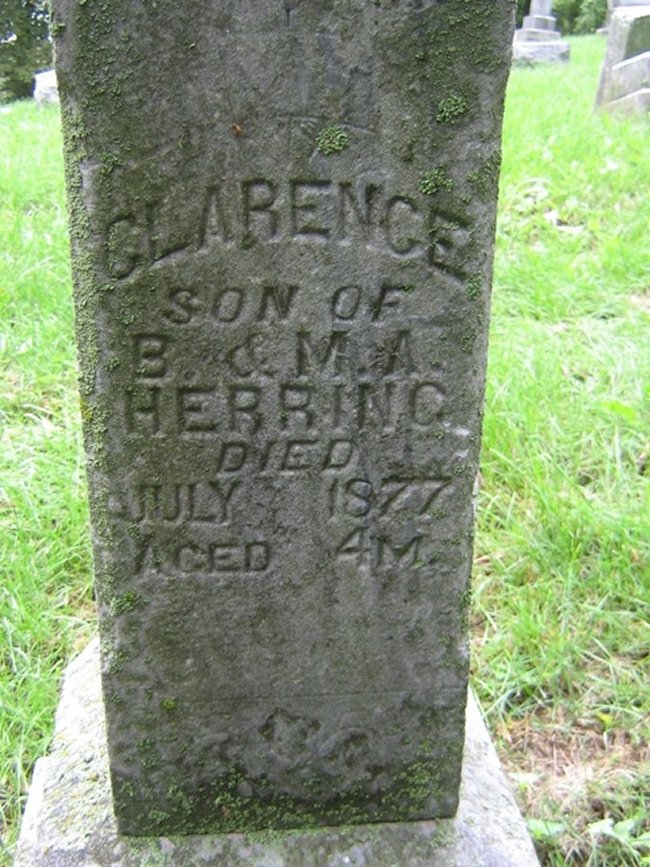 CLARENCE
SON OF
B. & M. A.
HERRING
DIED
JULY 1877
AGED 4M.